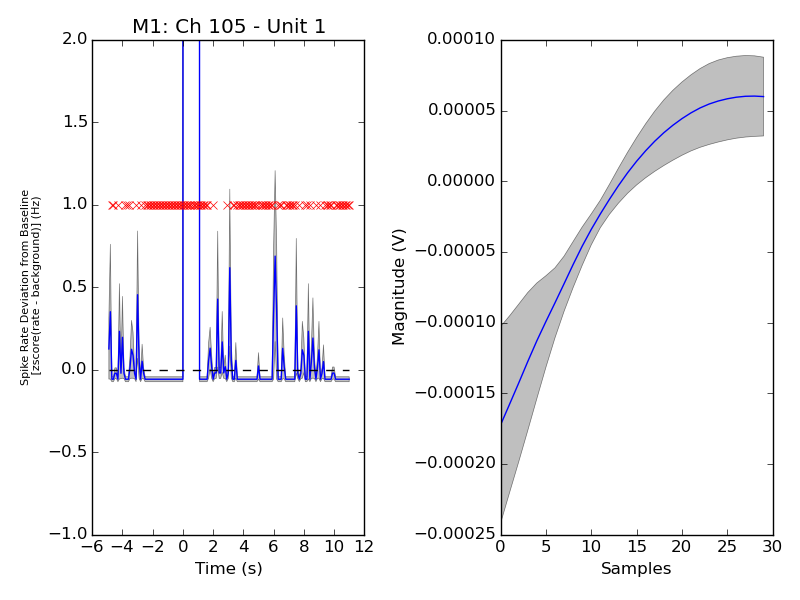 M1: Ch 105 - Unit 1
2.0
1.5
1.0
0.5
0.0
−0.5
−1.0
Spike Rate Deviation from Baseline
[zscore(rate - background)] (Hz)
−6 −4 −2 0 2 4 6 8 10 12
Time (s)
0.00010
0.00005
0.00000
−0.00005
−0.00010
−0.00015
−0.00020
−0.00025
Magnitude (V)
0 5 10 15 20 25 30
Samples